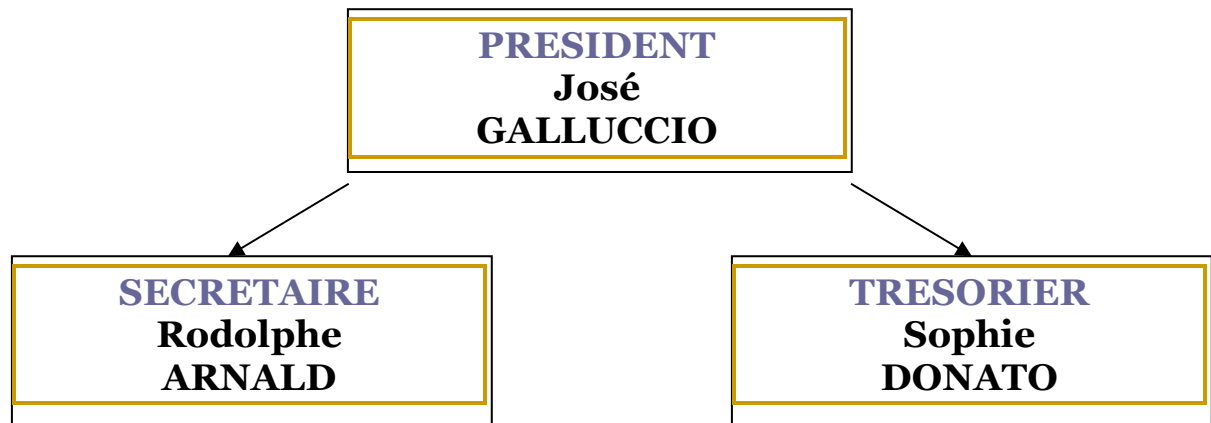 PRESIDENT
José
GALLUCCIO
SECRETAIRE
Rodolphe
ARNALD
TRESORIER
Sophie
DONATO